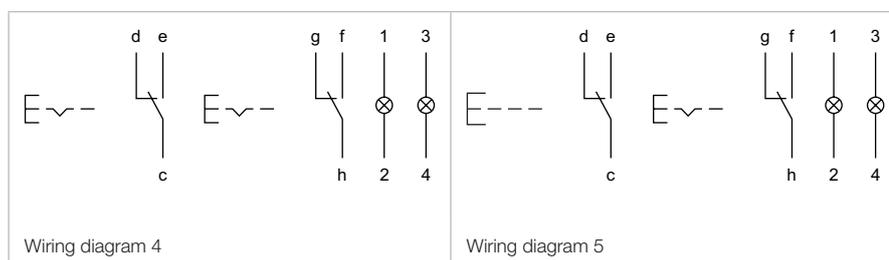 d e g f 1 3 d e g f 1 3
c h 2 4 c h 2 4
Wiring diagram 4 Wiring diagram 5